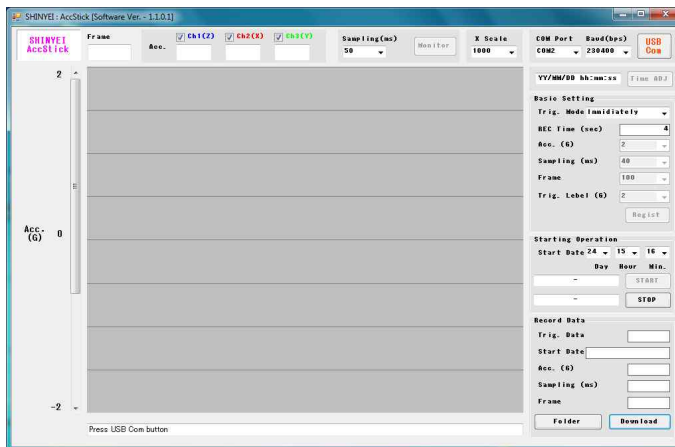 SHINYEI : AccStick [Software Ver. - 1.1.0.1]
SHINYEI
AccStick
Frame
Acc.
Ch1(Z)
Ch2(X)
Ch3(Y)
Sampling(ms)
50
Monitor
X Scale
1000
COM Port
COM2
Baud(bps)
230400
USB
Com
YY/MM/DD hh:mm:ss
Time ADJ
2
Acc.
(G)
0
-2
Basic Setting
Trig. Mode Immidiately
REC Time (sec) 4
Acc. (G) 2
Sampling (ms) 40
Frame 100
Trig. Lebel (G) 2
Regist
Starting Operation
Start Date 24 15 16
Day Hour Min.
- START
- STOP
Record Data
Trig. Data
Start Date
Acc. (G)
Sampling (ms)
Frame
Folder Download
Press USB Com button